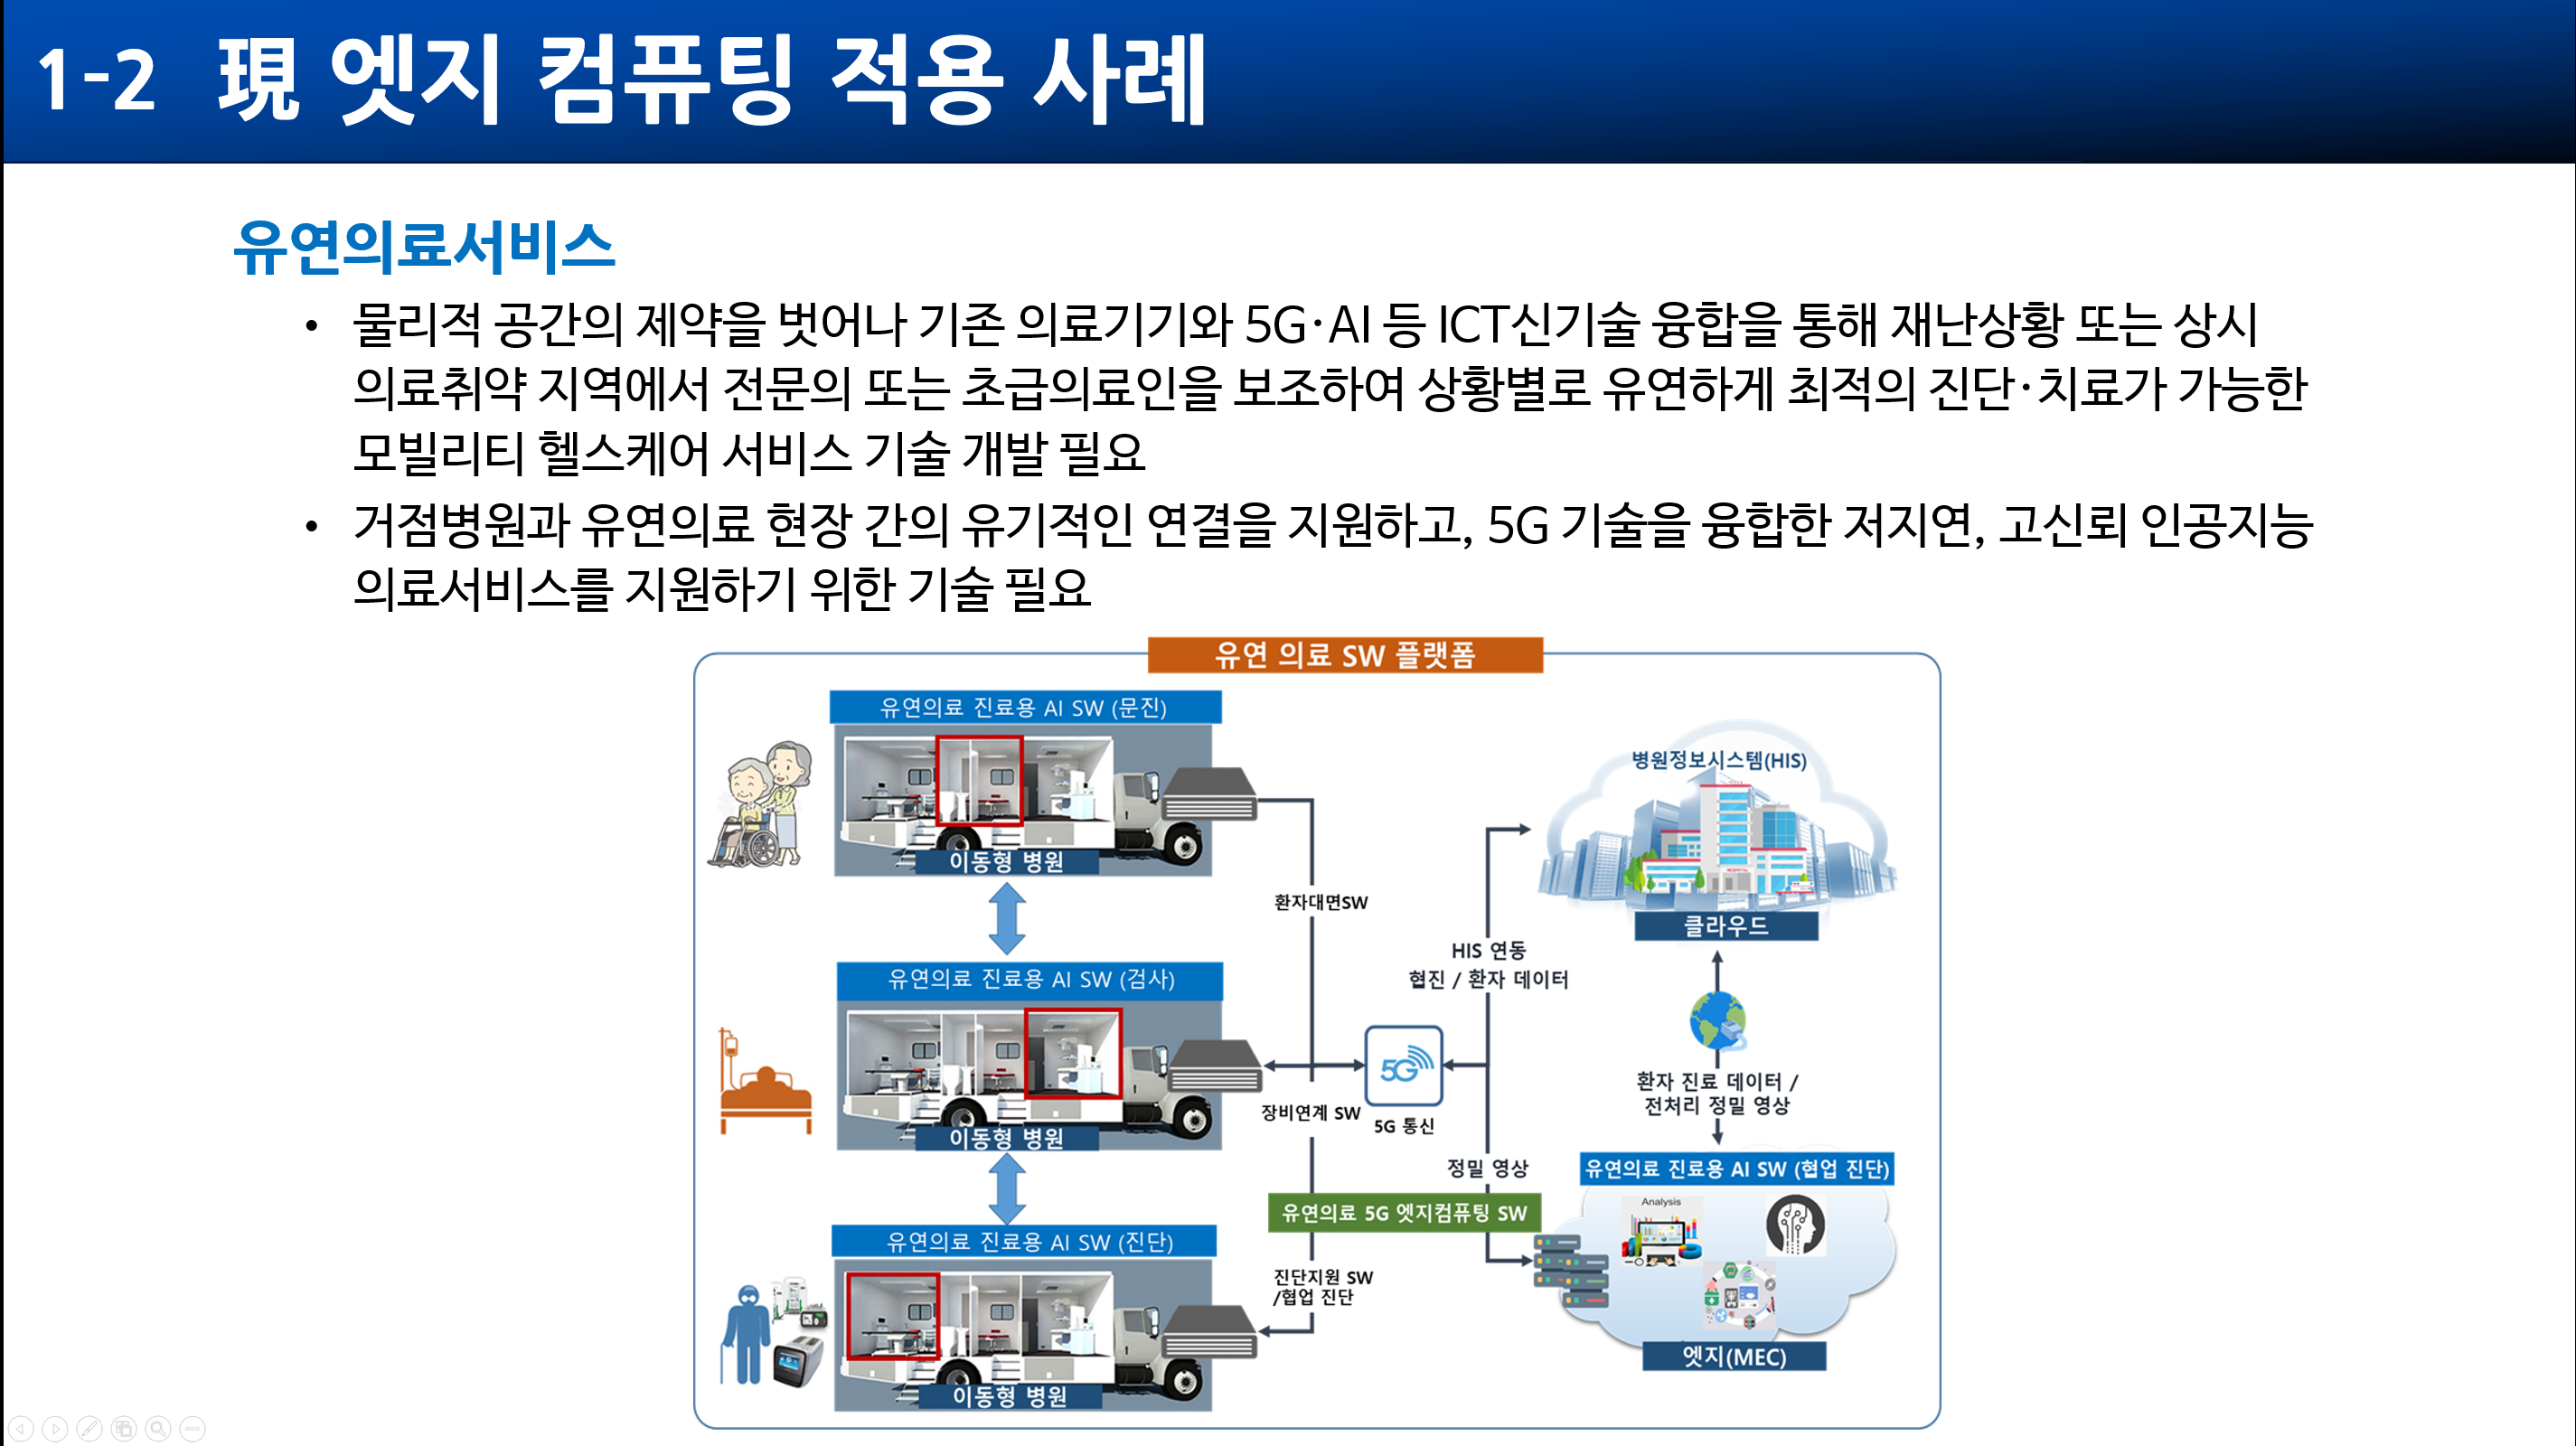 1-2 現 엣지 컴퓨팅 적용 사례
유연의료서비스
• 물리적 공간의 제약을 벗어나 기존 의료기기와 5G·AI 등 ICT신기술 융합을 통해 재난상황 또는 상시
의료취약 지역에서 전문의 또는 초급의료인을 보조하여 상황별로 유연하게 최적의 진단·치료가 가능한
모빌리티 헬스케어 서비스 기술 개발 필요
• 거점병원과 유연의료 현장 간의 유기적인 연결을 지원하고, 5G 기술을 융합한 저지연, 고신뢰 인공지능
의료서비스를 지원하기 위한 기술 필요
유연 의료 SW 플랫폼
유연의료 진료용 AI SW (문진)
이동형 병원
유연의료 진료용 AI SW (검사)
이동형 병원
유연의료 진료용 AI SW (진단)
이동형 병원
환자대면SW
장비연계 SW
진단지원 SW
/협업 진단
5G
5G 통신
HIS 연동
협진 / 환자 데이터
정밀 영상
유연의료 5G 엣지컴퓨팅 SW
병원정보시스템(HIS)
HOSPITAL
클라우드
환자 진료 데이터 /
전처리 정밀 영상
유연의료 진료용 AI SW (협업 진단)
Analysis
엣지(MEC)